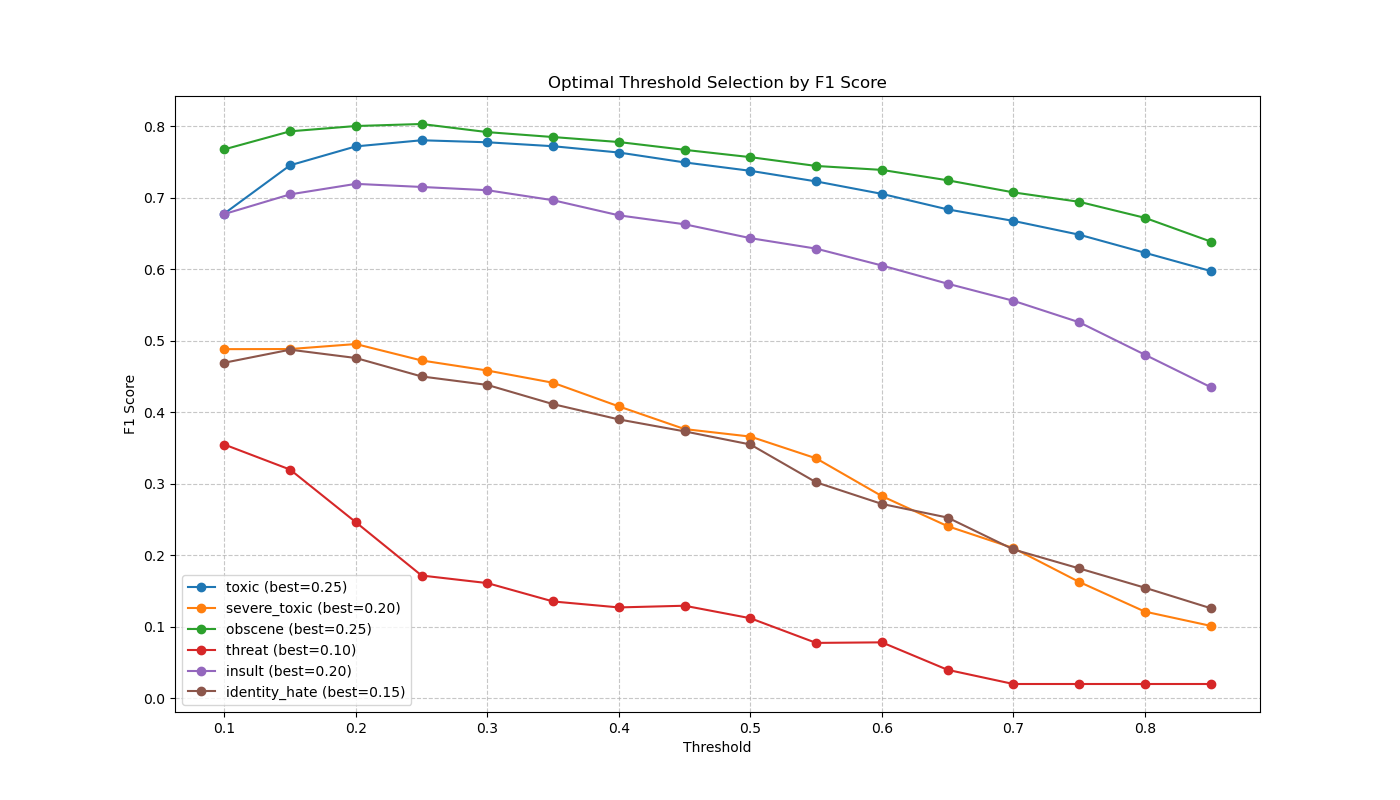 Optimal Threshold Selection by F1 Score
F1 Score
0.8
0.7
0.6
0.5
0.4
0.3
0.2
0.1
0.0
toxic (best=0.25)
severe_toxic (best=0.20)
obscene (best=0.25)
threat (best=0.10)
insult (best=0.20)
identity_hate (best=0.15)
0.1 0.2 0.3 0.4 0.5 0.6 0.7 0.8
Threshold